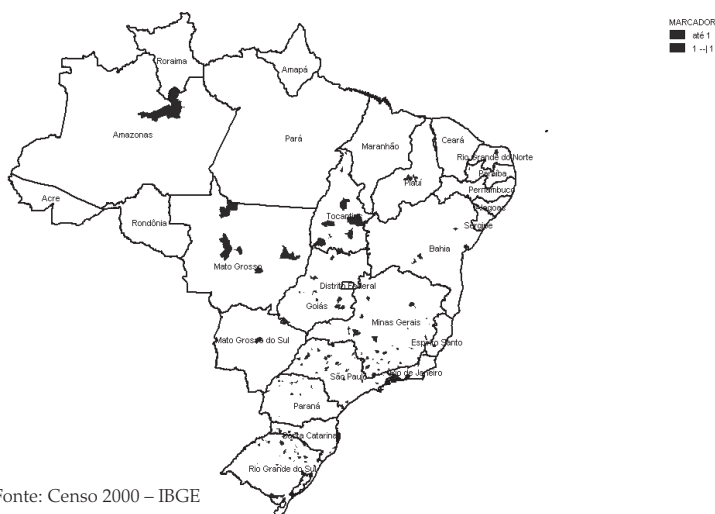 MARCADOR
até 1
1 --| 1
Roraima
Amapá
Amazonas
Pará
Maranhão
Ceará
Rio Grande do Norte
Paraíba
Piauí
Pernambuco
Alagoas
Sergipe
Acre
Rondônia
Tocantins
Bahia
Mato Grosso
Distrito Federal
Goiás
Minas Gerais
Mato Grosso do Sul
Espírito Santo
São Paulo
Rio de Janeiro
Paraná
Santa Catarina
Rio Grande do Sul
Fonte: Censo 2000 – IBGE